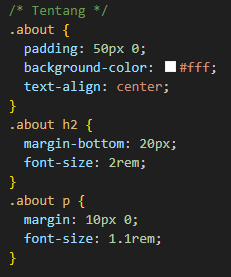 /* Tentang */
.about {
  padding: 50px 0;
  background-color: #fff;
  text-align: center;
}
.about h2 {
  margin-bottom: 20px;
  font-size: 2rem;
}
.about p {
  margin: 10px 0;
  font-size: 1.1rem;
}